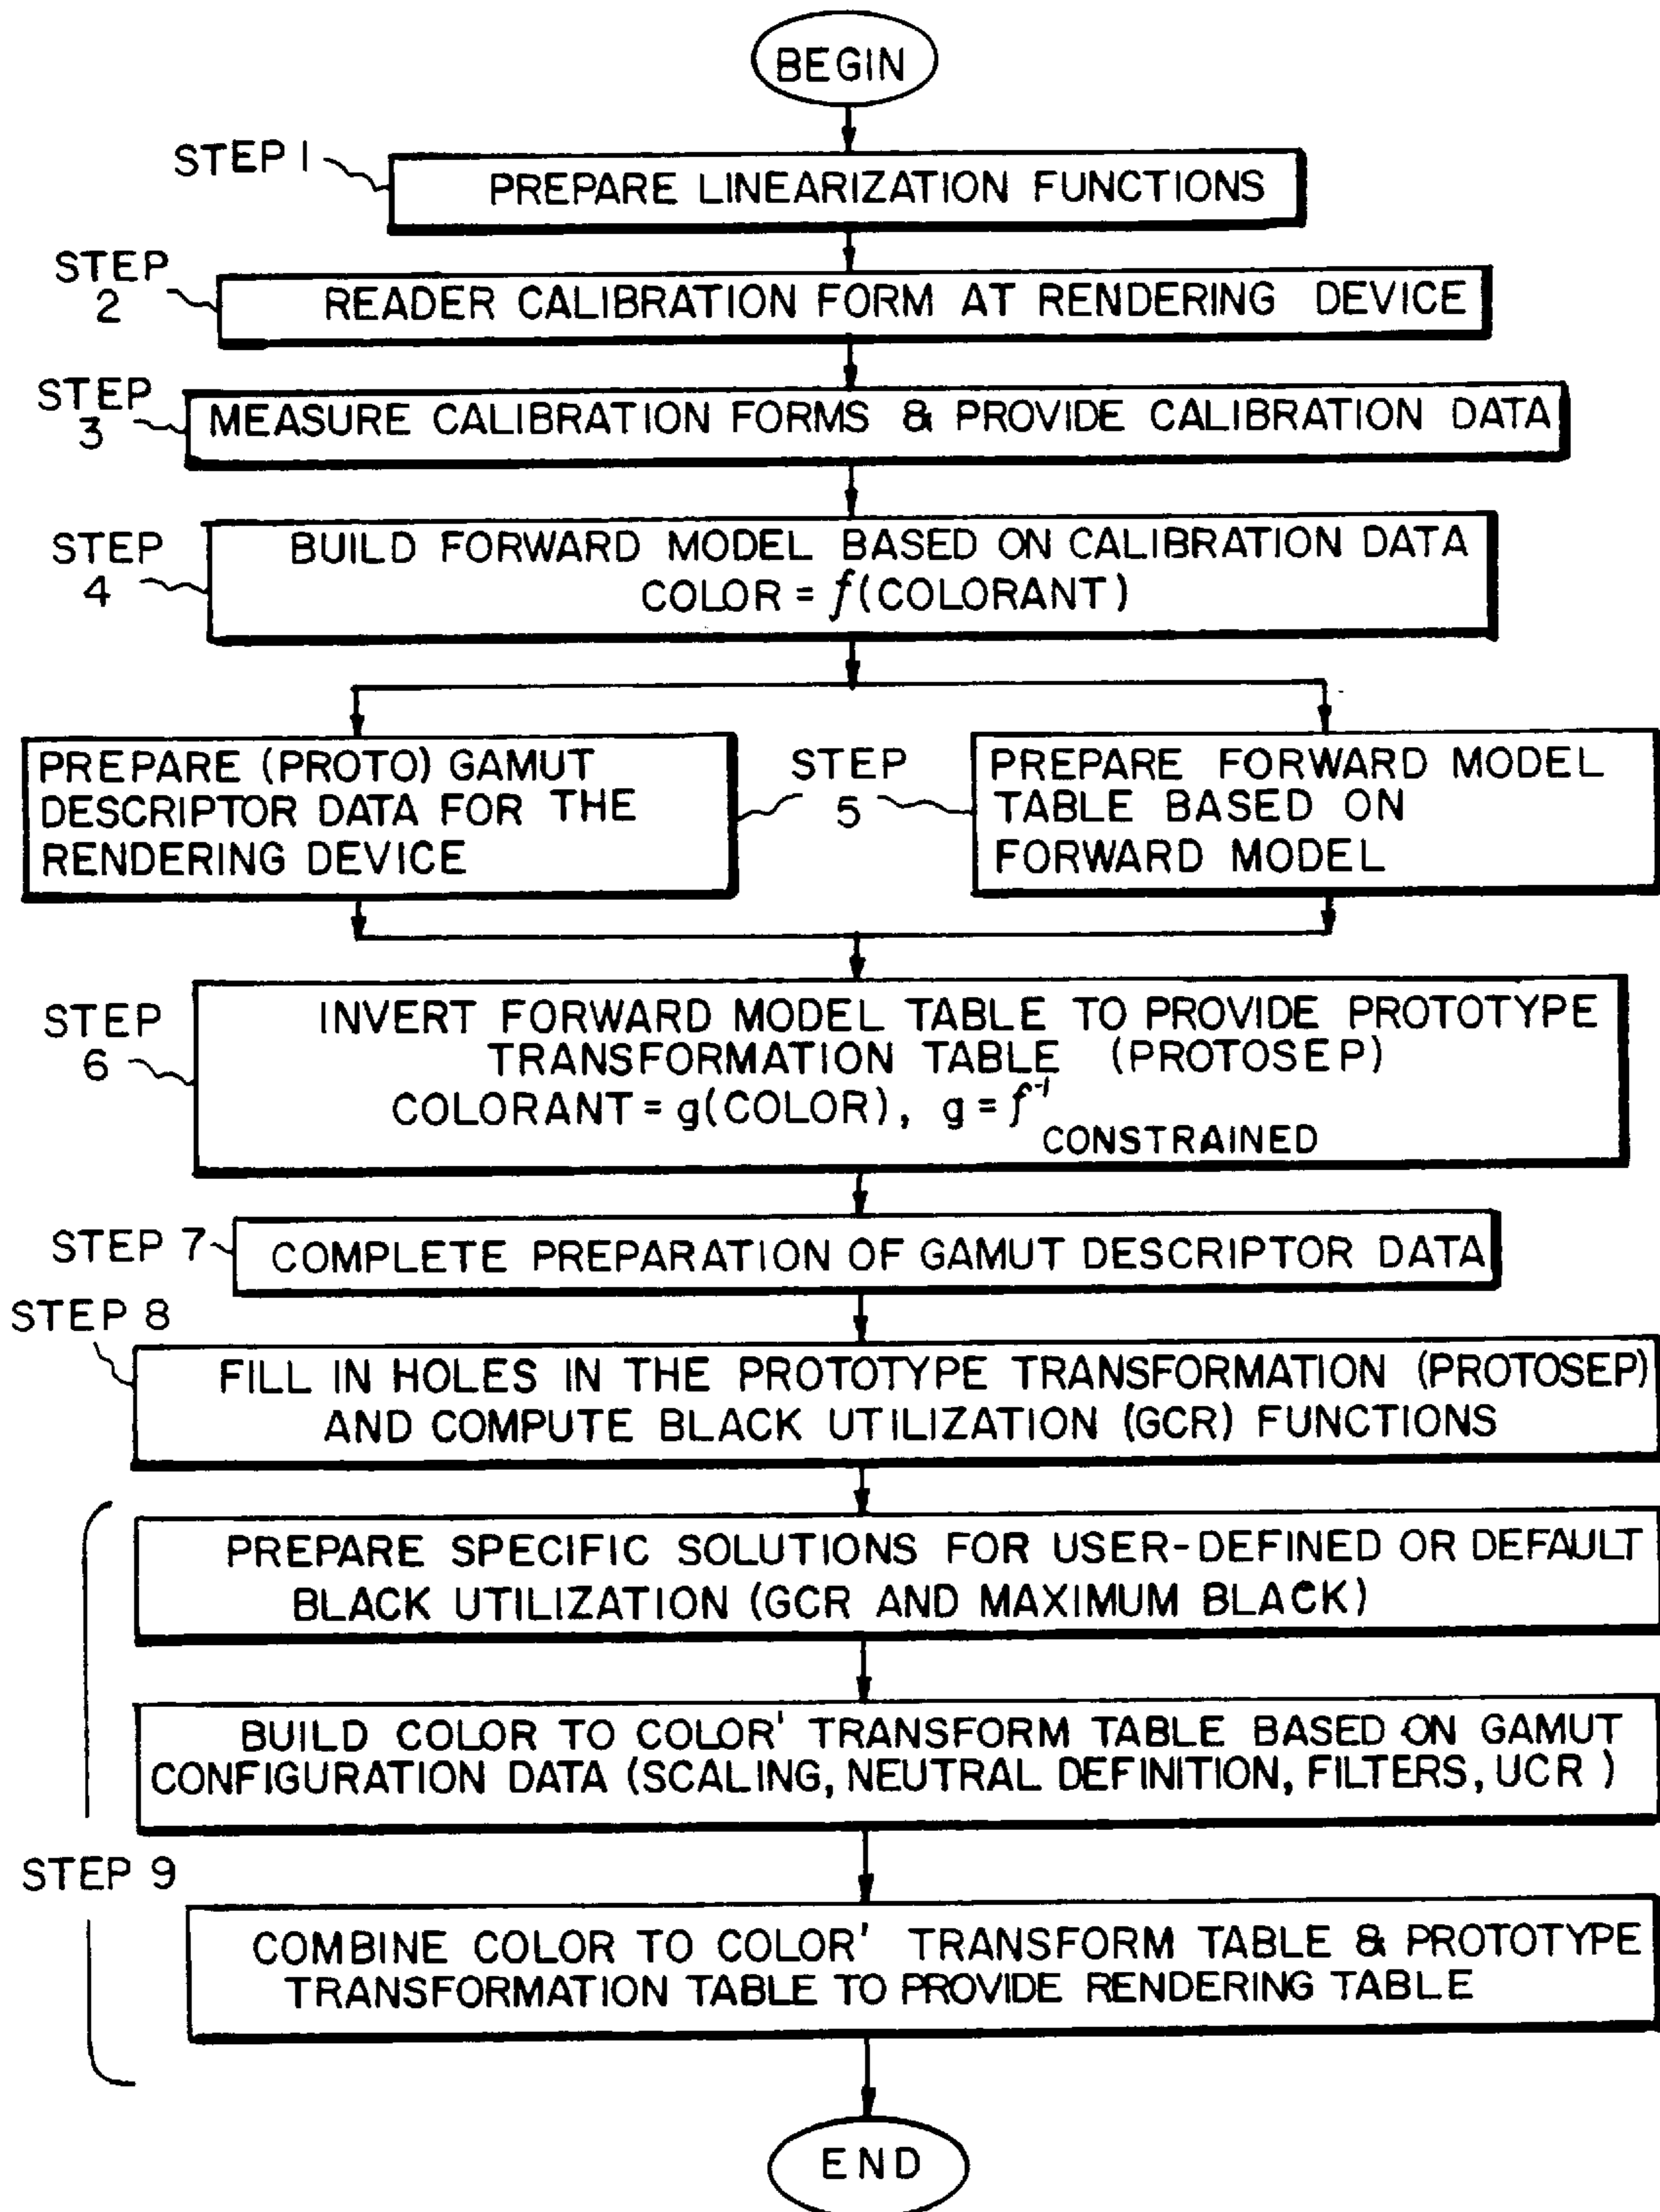 BEGIN
STEP 1
PREPARE LINEARIZATION FUNCTIONS
STEP
2
READER CALIBRATION FORM AT RENDERING DEVICE
STEP
3
MEASURE CALIBRATION FORMS & PROVIDE CALIBRATION DATA
STEP
4
BUILD FORWARD MODEL BASED ON CALIBRATION DATA
COLOR = f(COLORANT)
PREPARE (PROTO) GAMUT
DESCRIPTOR DATA FOR THE
RENDERING DEVICE
STEP
5
PREPARE FORWARD MODEL
TABLE BASED ON
FORWARD MODEL
STEP
6
INVERT FORWARD MODEL TABLE TO PROVIDE PROTOTYPE
TRANSFORMATION TABLE (PROTOSEP)
COLORANT = g(COLOR), g = f⁻¹
CONSTRAINED
STEP 7
COMPLETE PREPARATION OF GAMUT DESCRIPTOR DATA
STEP 8
FILL IN HOLES IN THE PROTOTYPE TRANSFORMATION (PROTOSEP)
AND COMPUTE BLACK UTILIZATION (GCR) FUNCTIONS
PREPARE SPECIFIC SOLUTIONS FOR USER-DEFINED OR DEFAULT
BLACK UTILIZATION (GCR AND MAXIMUM BLACK)
BUILD COLOR TO COLOR' TRANSFORM TABLE BASED ON GAMUT
CONFIGURATION DATA (SCALING, NEUTRAL DEFINITION, FILTERS, UCR )
STEP 9
COMBINE COLOR TO COLOR' TRANSFORM TABLE & PROTOTYPE
TRANSFORMATION TABLE TO PROVIDE RENDERING TABLE
END